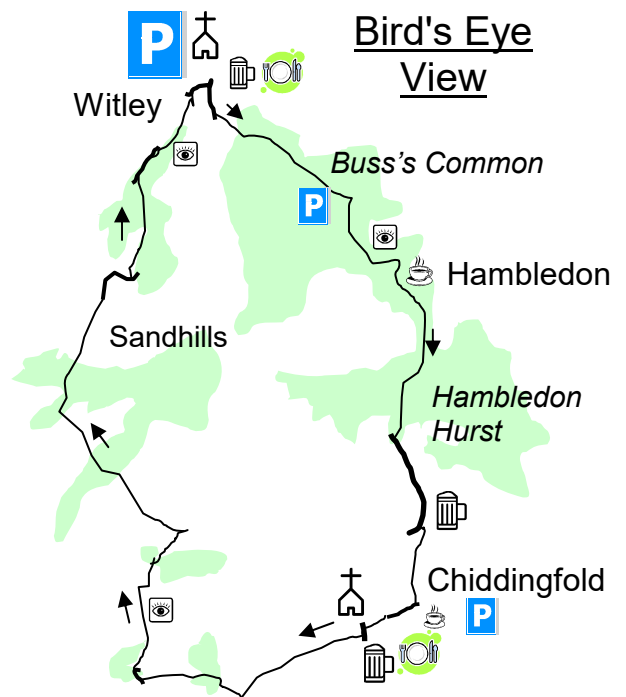 Bird's Eye
View
P
Witley
Buss's Common
P
Hambledon
Sandhills
Hambledon
Hurst
Chiddingfold
P